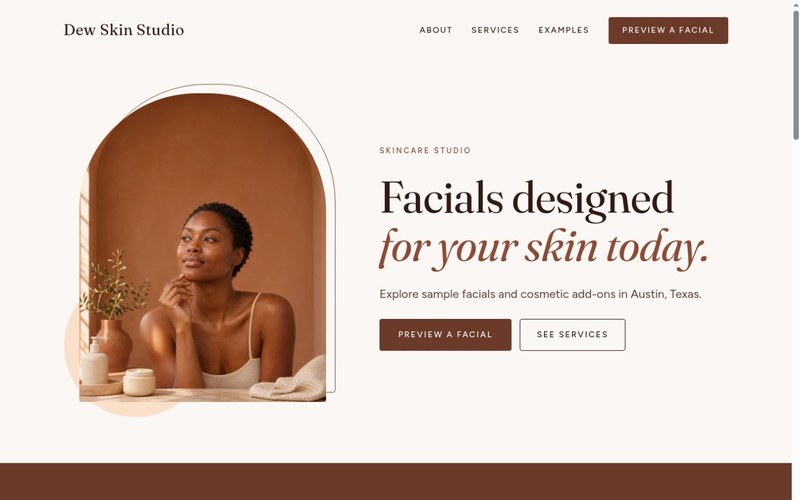 Dew Skin Studio
ABOUT SERVICES EXAMPLES PREVIEW A FACIAL
SKINCARE STUDIO
Facials designed
for your skin today.
Explore sample facials and cosmetic add-ons in Austin, Texas.
PREVIEW A FACIAL SEE SERVICES